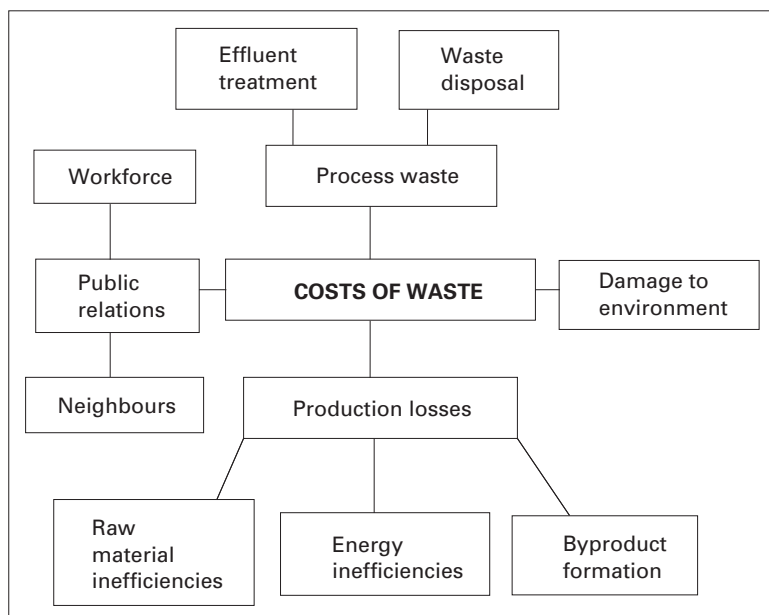 Effluent
treatment
Waste
disposal
Workforce
Process waste
Public
relations
COSTS OF WASTE
Damage to
environment
Neighbours
Production losses
Raw
material
inefficiencies
Energy
inefficiencies
Byproduct
formation